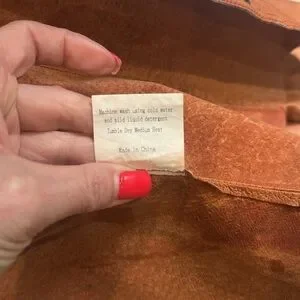 Machine wash using cold water
and mild liquid detergent
Tumble Dry Medium Heat
Made in China